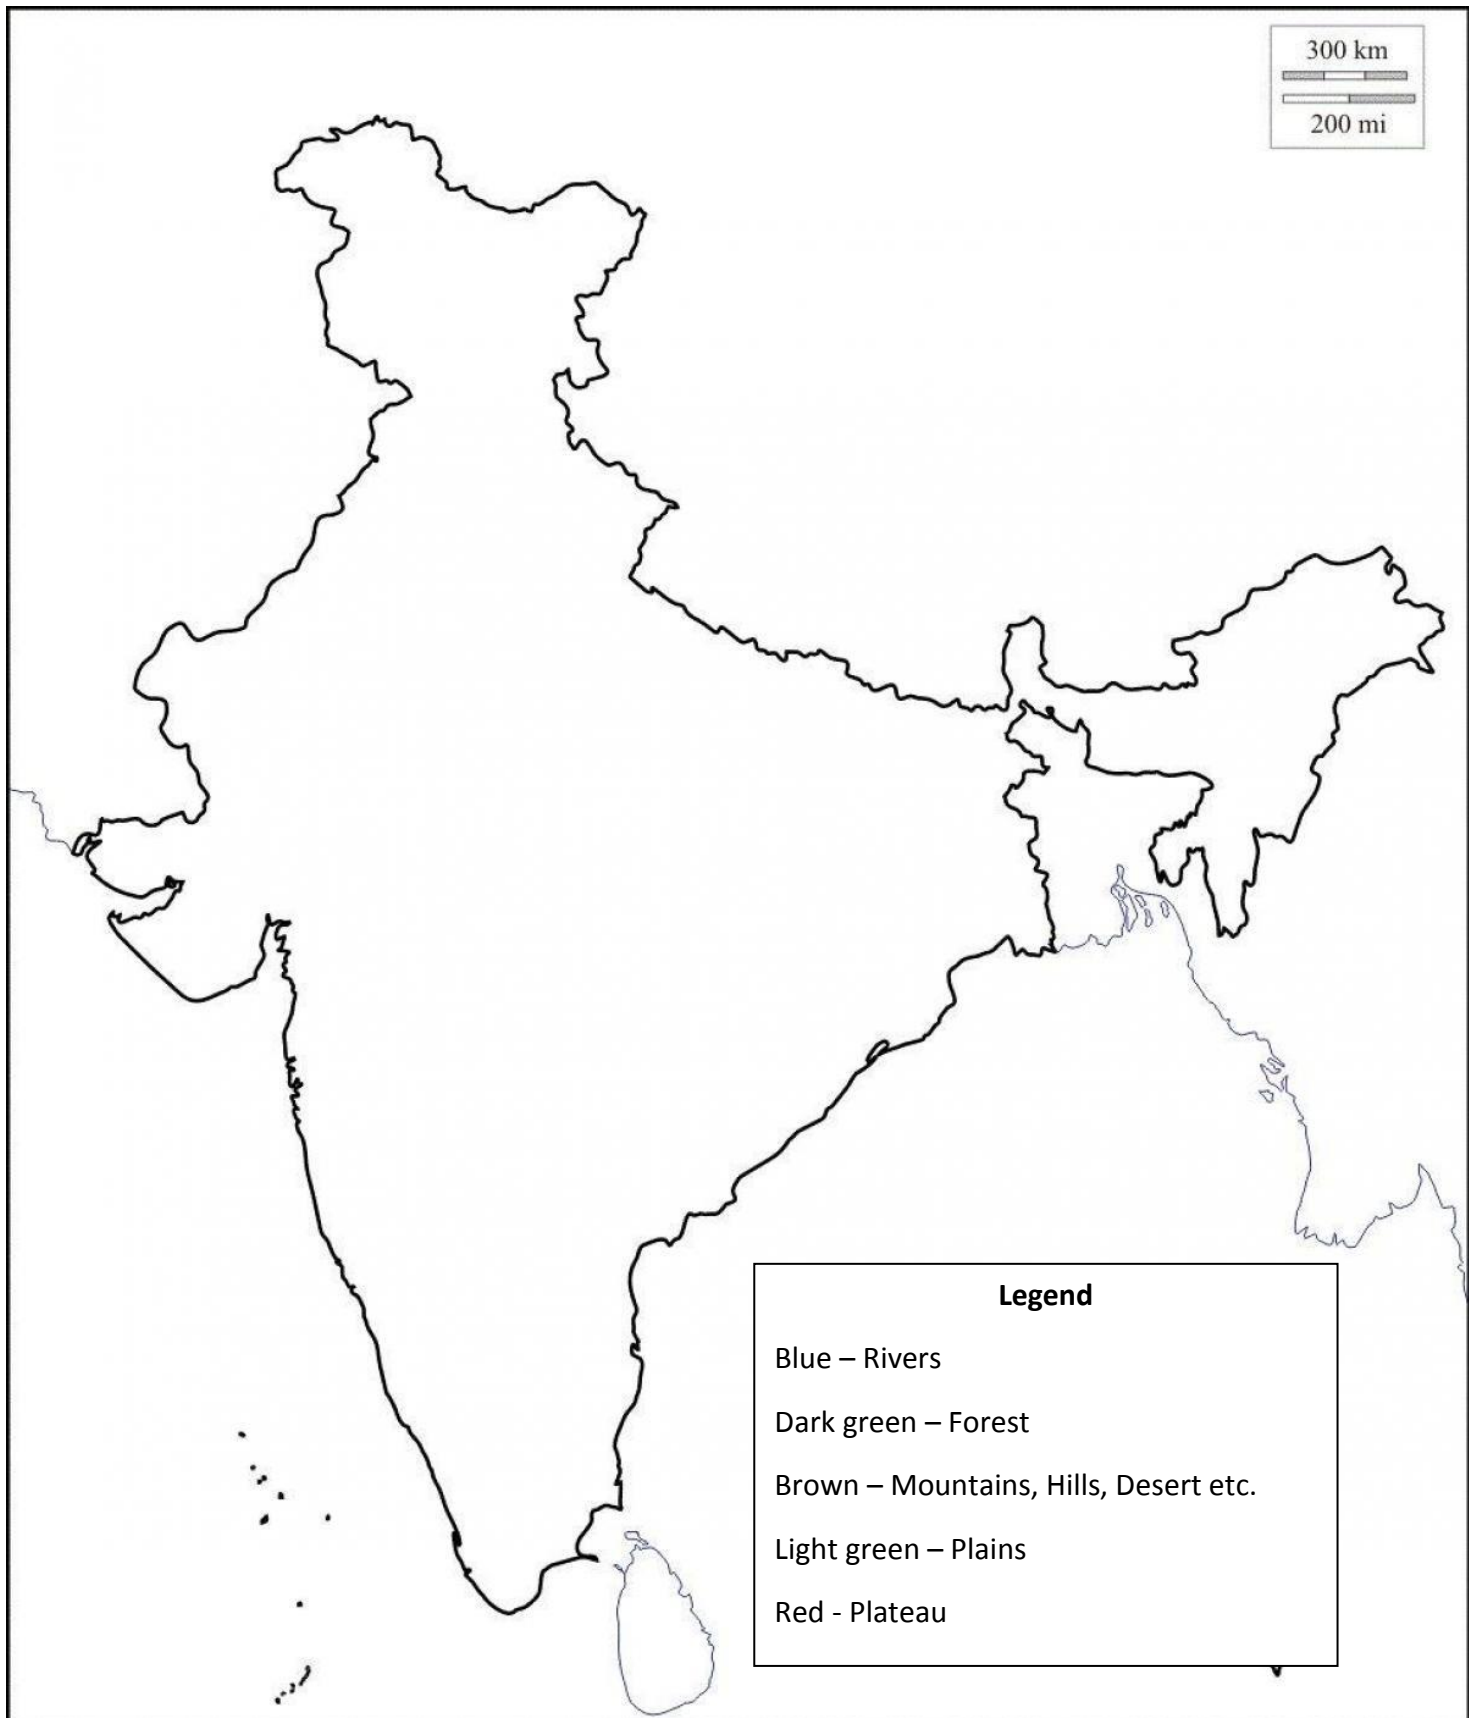 300 km
200 mi
Legend
Blue – Rivers
Dark green – Forest
Brown – Mountains, Hills, Desert etc.
Light green – Plains
Red - Plateau